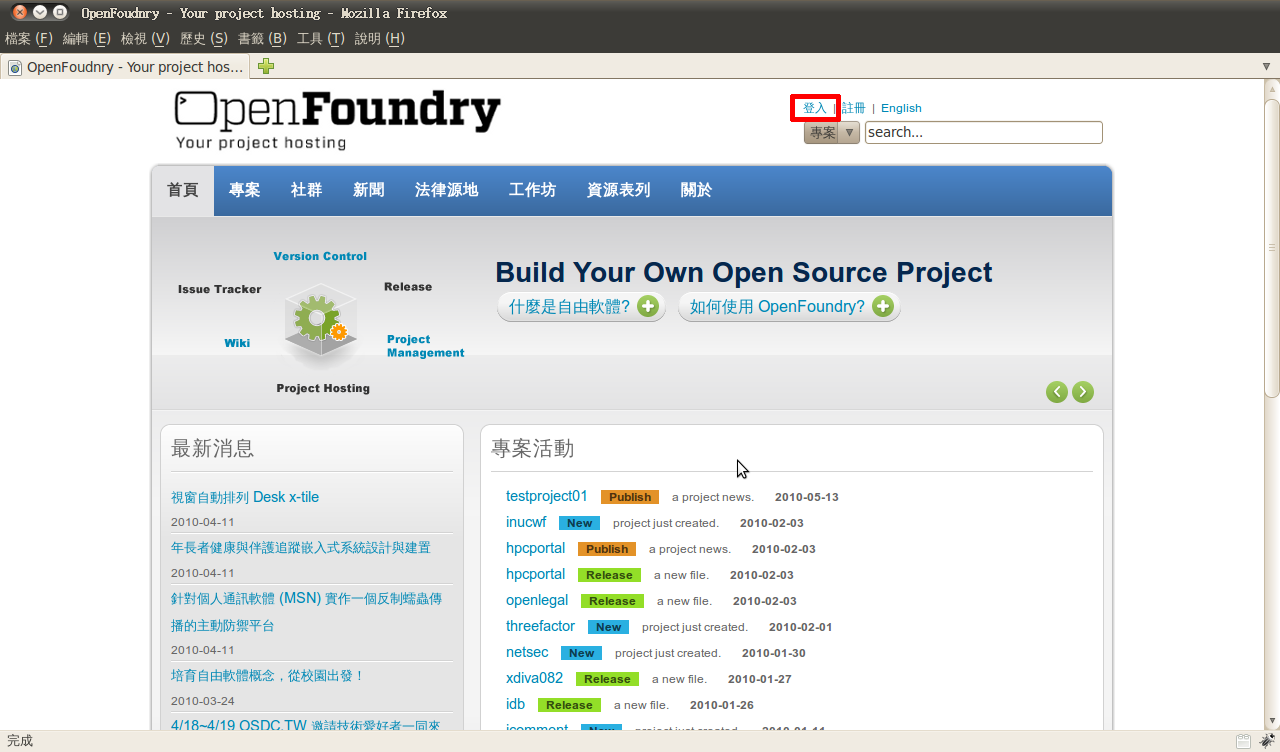 OpenFoudnry - Your project hosting - Mozilla Firefox
檔案 (F) 編輯 (E) 檢視 (V) 歷史 (S) 書籤 (B) 工具 (T) 說明 (H)
OpenFoudnry - Your project hos...
OpenFoundry
Your project hosting
登入 | 註冊 | English
專案 search...
首頁 專案 社群 新聞 法律源地 工作坊 資源表列 關於
Version Control
Issue Tracker
Release
Wiki
Project
Management
Project Hosting
Build Your Own Open Source Project
什麼是自由軟體? 如何使用 OpenFoundry?
最新消息
視窗自動排列 Desk x-tile
2010-04-11
年長者健康與伴護追蹤嵌入式系統設計與建置
2010-04-11
針對個人通訊軟體 (MSN) 實作一個反制蠕蟲傳
播的主動防禦平台
2010-04-11
培育自由軟體概念，從校園出發！
2010-03-24
4/18~4/19 OSDC.TW 邀請技術愛好者一同來
專案活動
testproject01 Publish a project news. 2010-05-13
inucwf New project just created. 2010-02-03
hpcportal Publish a project news. 2010-02-03
hpcportal Release a new file. 2010-02-03
openlegal Release a new file. 2010-02-03
threefactor New project just created. 2010-02-01
netsec New project just created. 2010-01-30
xdiva082 Release a new file. 2010-01-27
idb Release a new file. 2010-01-26
icomment New project just created. 2010-01-11
完成